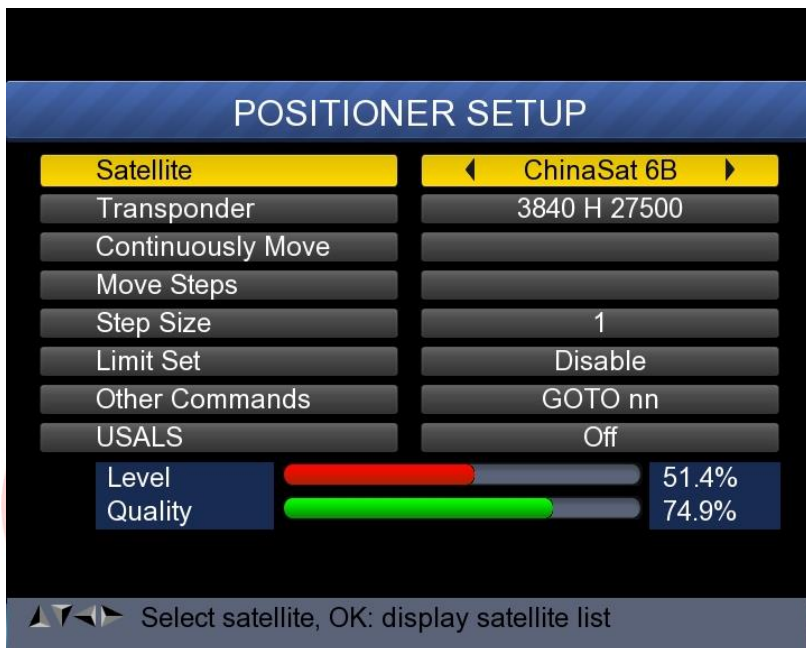 POSITIONER SETUP
Satellite ChinaSat 6B
Transponder 3840 H 27500
Continuously Move
Move Steps
Step Size 1
Limit Set Disable
Other Commands GOTO nn
USALS Off
Level 51.4%
Quality 74.9%
Select satellite, OK: display satellite list